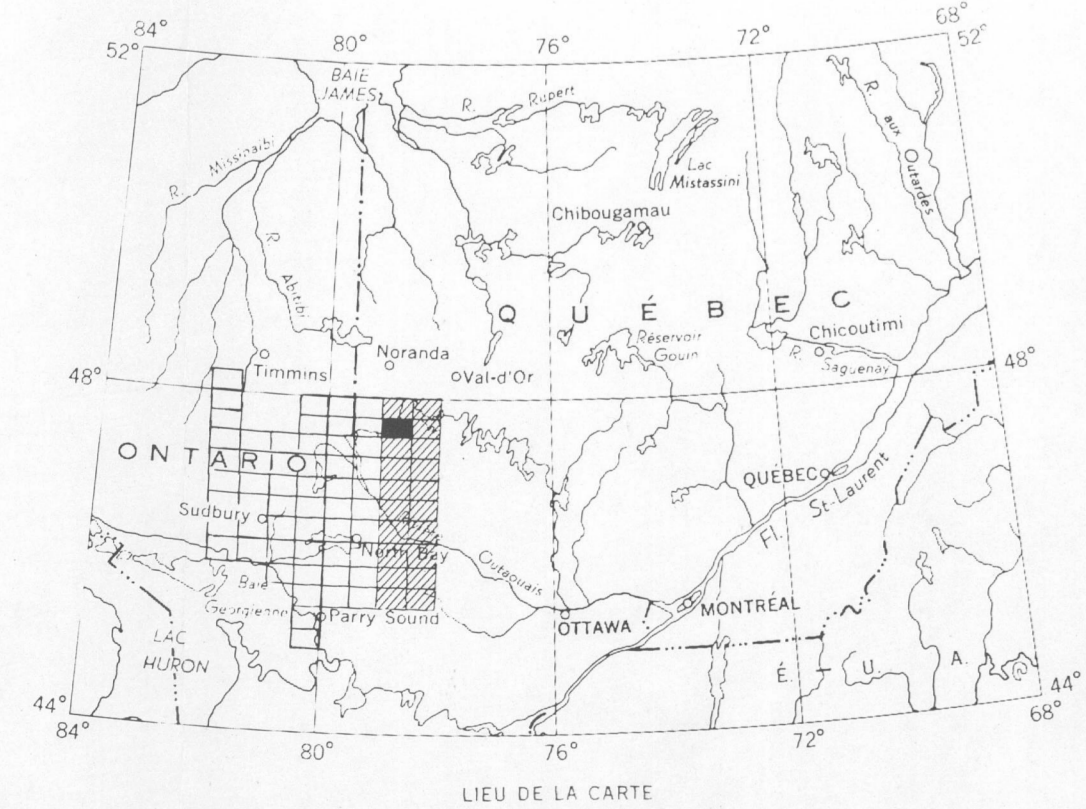 84°
80°
76°
72°
68°
52°
52°
BAIE
JAMES
R. Rupert
R. aux Outardes
R. Missinaibi
Lac
Mistassini
Chibougamau
R. Abitibi
QUÉBEC
Chicoutimi
Réservoir
Gouin
R. Saguenay
Noranda
Timmins
Val-d'Or
48°
48°
ONTARIO
QUÉBEC
Fl. St-Laurent
Sudbury
North Bay
Outaouais
Baie
Georgienne
Parry Sound
OTTAWA
MONTRÉAL
LAC
HURON
É. - U. A.
44°
44°
84°
80°
76°
72°
68°
LIEU DE LA CARTE